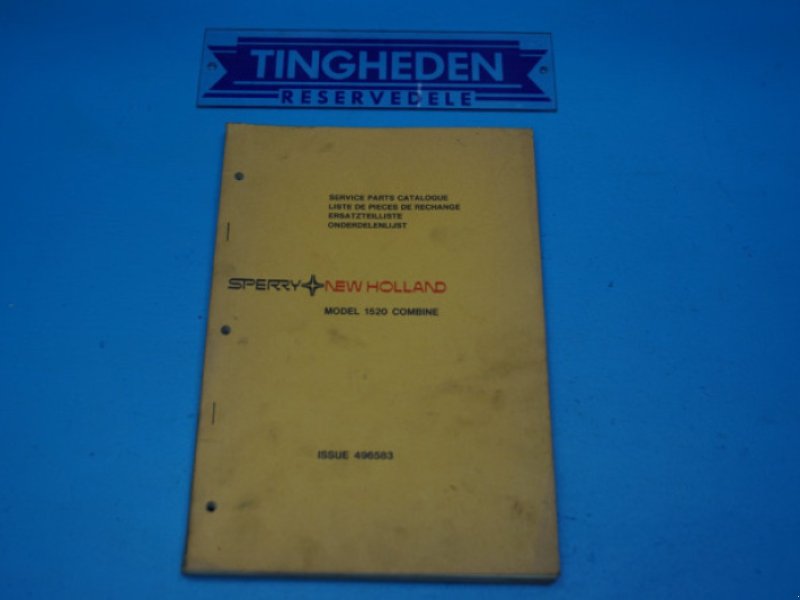 TINGHEDEN
RESERVEDELE
SERVICE PARTS CATALOGUE
LISTE DE PIECES DE RECHANGE
ERSATZTEILLISTE
ONDERDELENLIJST
SPERRY NEW HOLLAND
MODEL 1520 COMBINE
ISSUE 496583